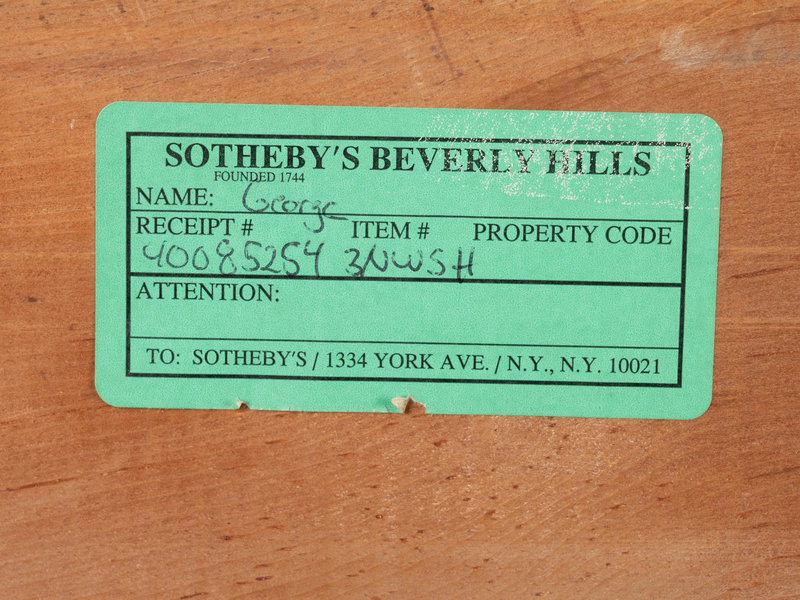 SOTHEBY'S BEVERLY HILLS
FOUNDED 1744
NAME: George
RECEIPT # ITEM # PROPERTY CODE
40085254 3NWSH
ATTENTION:
TO: SOTHEBY'S / 1334 YORK AVE. / N.Y., N.Y. 10021